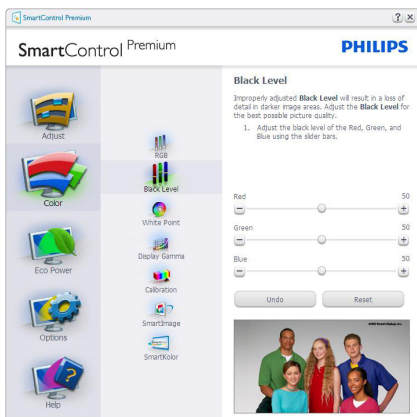 SmartControl Premium
SmartControl Premium
PHILIPS
Adjust
Color
Eco Power
Options
Help
RGB
Black Level
White Point
Display Gamma
Calibration
SmartImage
SmartKolor
Black Level
Improperly adjusted Black Level will result in a loss of
detail in darker image areas. Adjust the Black Level for
the best possible picture quality.
1. Adjust the black level of the Red, Green, and
Blue using the slider bars.
Red 50
Green 50
Blue 50
Undo Reset